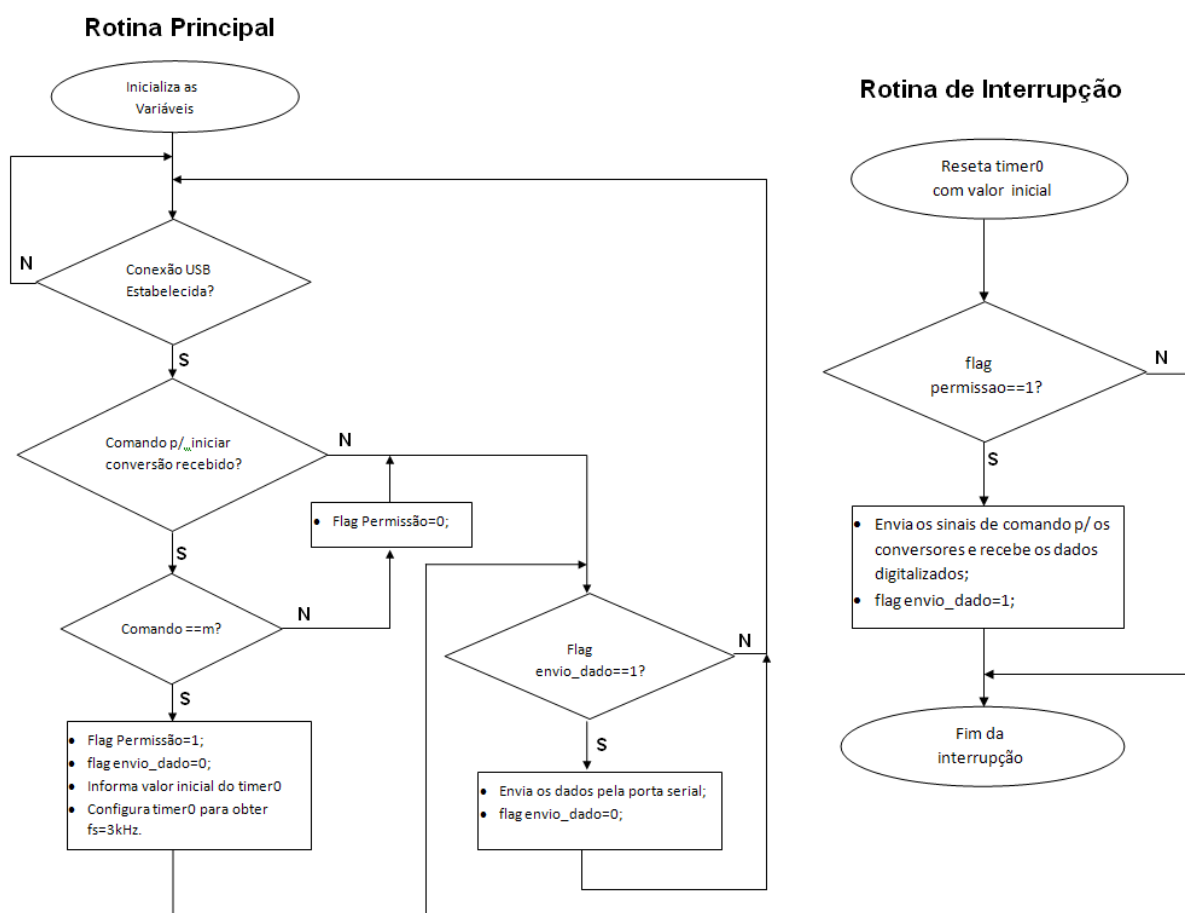 Rotina Principal
Inicializa as
Variáveis
N
Conexão USB
Estabelecida?
S
Comando p/ iniciar
conversão recebido?
N
• Flag Permissão=0;
S
Comando ==m?
N
S
• Flag Permissão=1;
• flag envio_dado=0;
• Informa valor inicial do timer0
• Configura timer0 para obter
fs=3kHz.
Flag
envio_dado==1?
N
S
• Envia os dados pela porta serial;
• flag envio_dado=0;
Rotina de Interrupção
Reseta timer0
com valor inicial
flag
permissao==1?
N
S
• Envia os sinais de comando p/ os
conversores e recebe os dados
digitalizados;
• flag envio_dado=1;
Fim da
interrupção